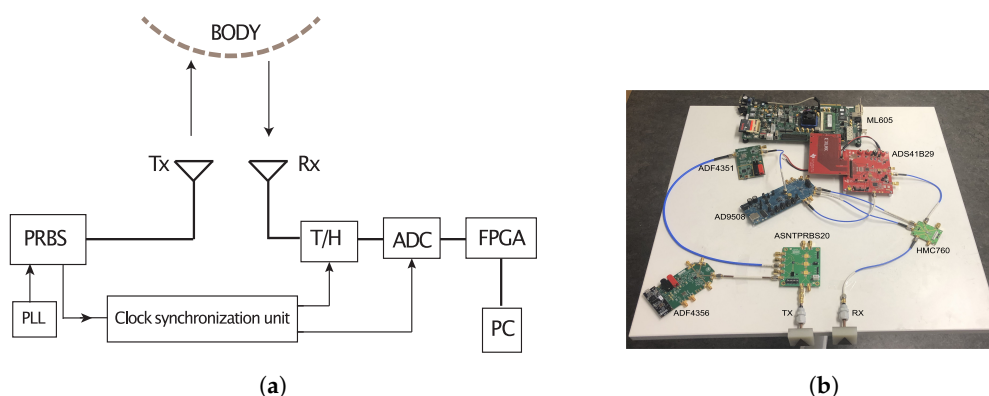 BODY
Tx
Rx
PRBS
T/H
ADC
FPGA
PLL
Clock synchronization unit
PC
(a)
ML605
ADS41B29
ADF4351
AD9508
HMC760
ASNTPRBS20
ADF4356
TX
RX
(b)